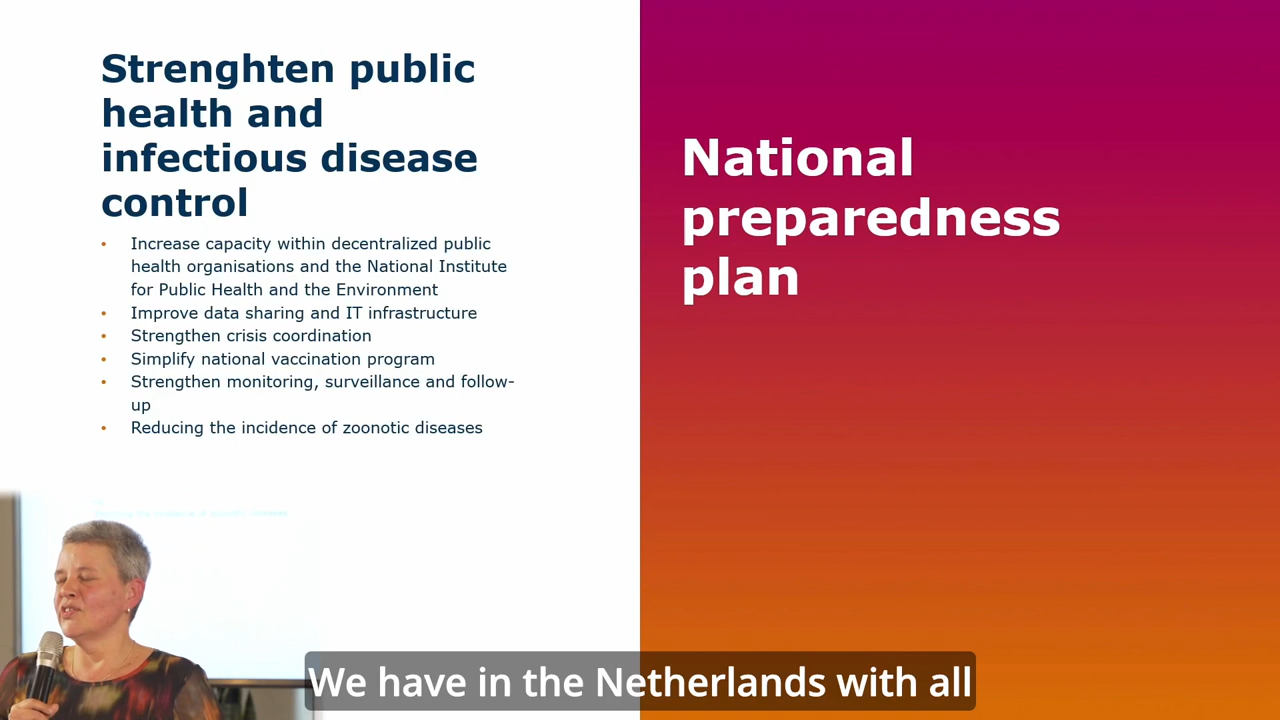 Strenghten public
health and
infectious disease
control
• Increase capacity within decentralized public
health organisations and the National Institute
for Public Health and the Environment
• Improve data sharing and IT infrastructure
• Strengthen crisis coordination
• Simplify national vaccination program
• Strengthen monitoring, surveillance and follow-
up
• Reducing the incidence of zoonotic diseases
National
preparedness
plan
We have in the Netherlands with all